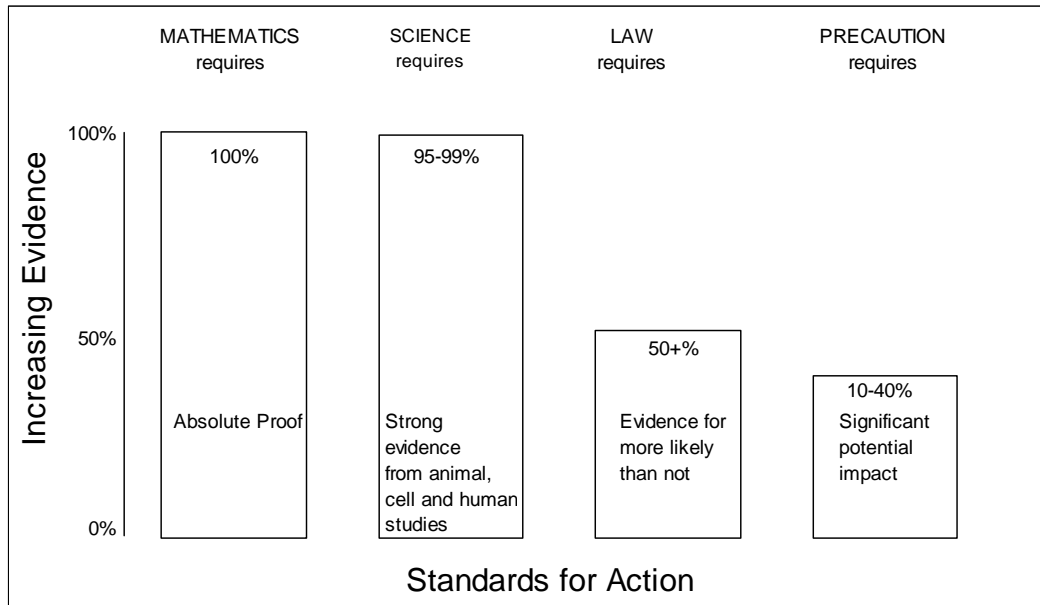 MATHEMATICS
requires
SCIENCE
requires
LAW
requires
PRECAUTION
requires
Increasing Evidence
100%
50%
0%
100%
Absolute Proof
95-99%
Strong
evidence
from animal,
cell and human
studies
50+%
Evidence for
more likely
than not
10-40%
Significant
potential
impact
Standards for Action